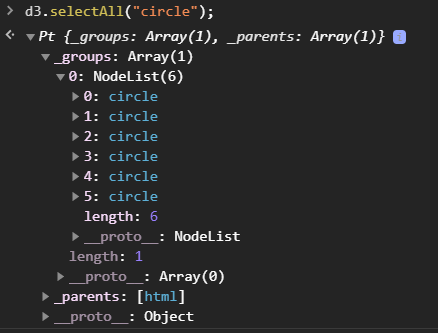 d3.selectAll("circle");
Pt {_groups: Array(1), _parents: Array(1)} i
_groups: Array(1)
0: NodeList(6)
0: circle
1: circle
2: circle
3: circle
4: circle
5: circle
length: 6
__proto__: NodeList
length: 1
__proto__: Array(0)
_parents: [html]
__proto__: Object